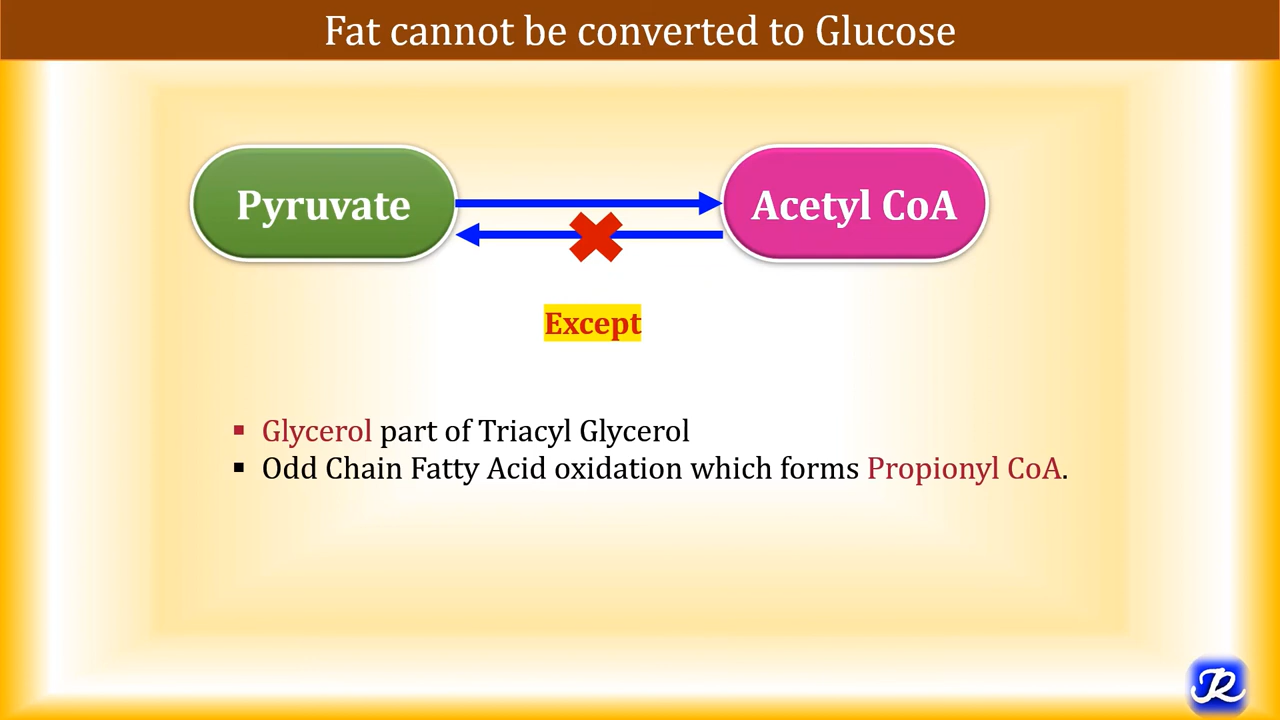 Fat cannot be converted to Glucose
Pyruvate
Acetyl CoA
Except
▪ Glycerol part of Triacyl Glycerol
▪ Odd Chain Fatty Acid oxidation which forms Propionyl CoA.
JR